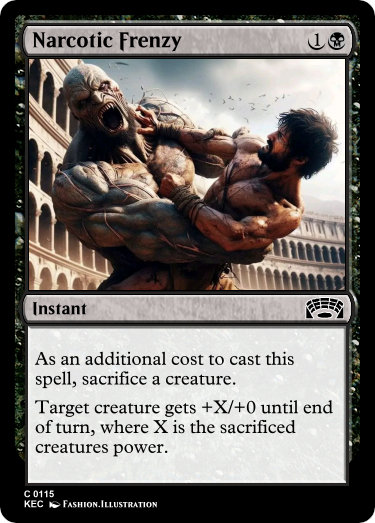 Narcotic Frenzy 1
Instant
As an additional cost to cast this
spell, sacrifice a creature.
Target creature gets +X/+0 until end
of turn, where X is the sacrificed
creatures power.
C 0115
KEC Fashion.Illustration